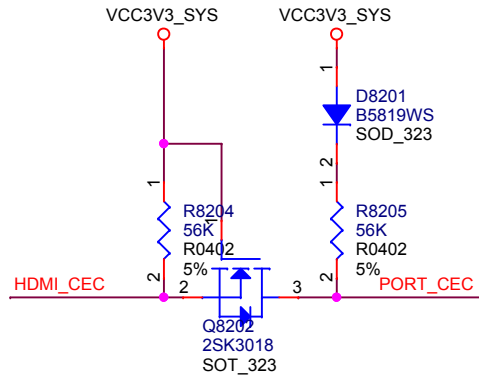 VCC3V3_SYS
VCC3V3_SYS
1
D8201
B5819WS
SOD_323
2
1
R8204
56K
R0402
5%
2
1
1
R8205
56K
R0402
5%
2
HDMI_CEC
2
3
PORT_CEC
Q8202
2SK3018
SOT_323